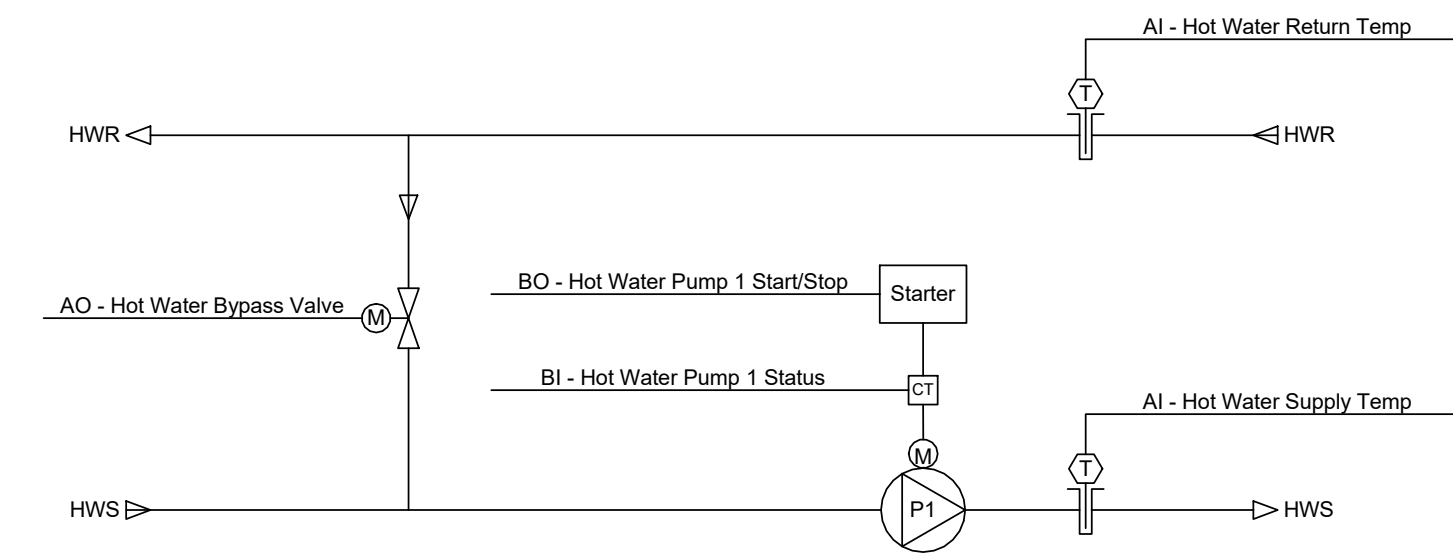 AI - Hot Water Return Temp
T
HWR
HWR
BO - Hot Water Pump 1 Start/Stop
Starter
AO - Hot Water Bypass Valve
M
BI - Hot Water Pump 1 Status
CT
AI - Hot Water Supply Temp
M
T
HWS
P1
HWS